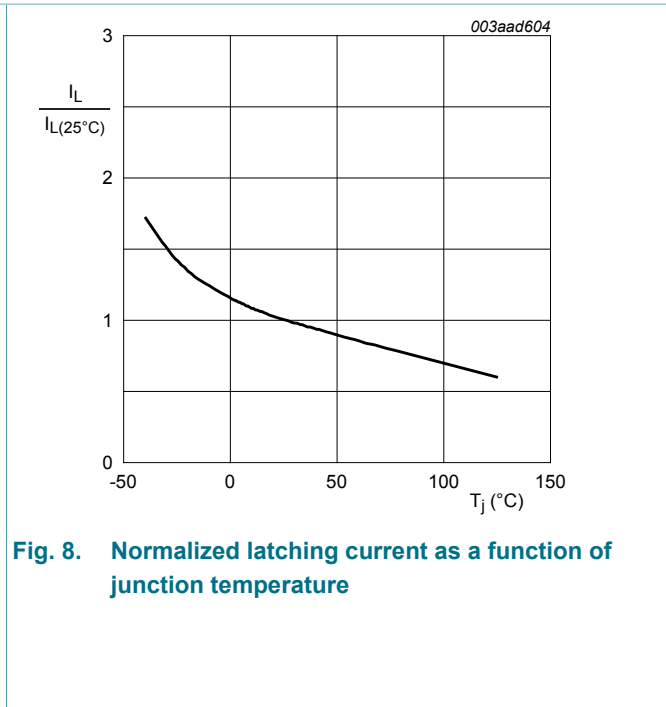 003aad604
3
I_L
I_L(25°C)
2
1
0
-50 0 50 100 150
T_j (°C)
Fig. 8. Normalized latching current as a function of
junction temperature